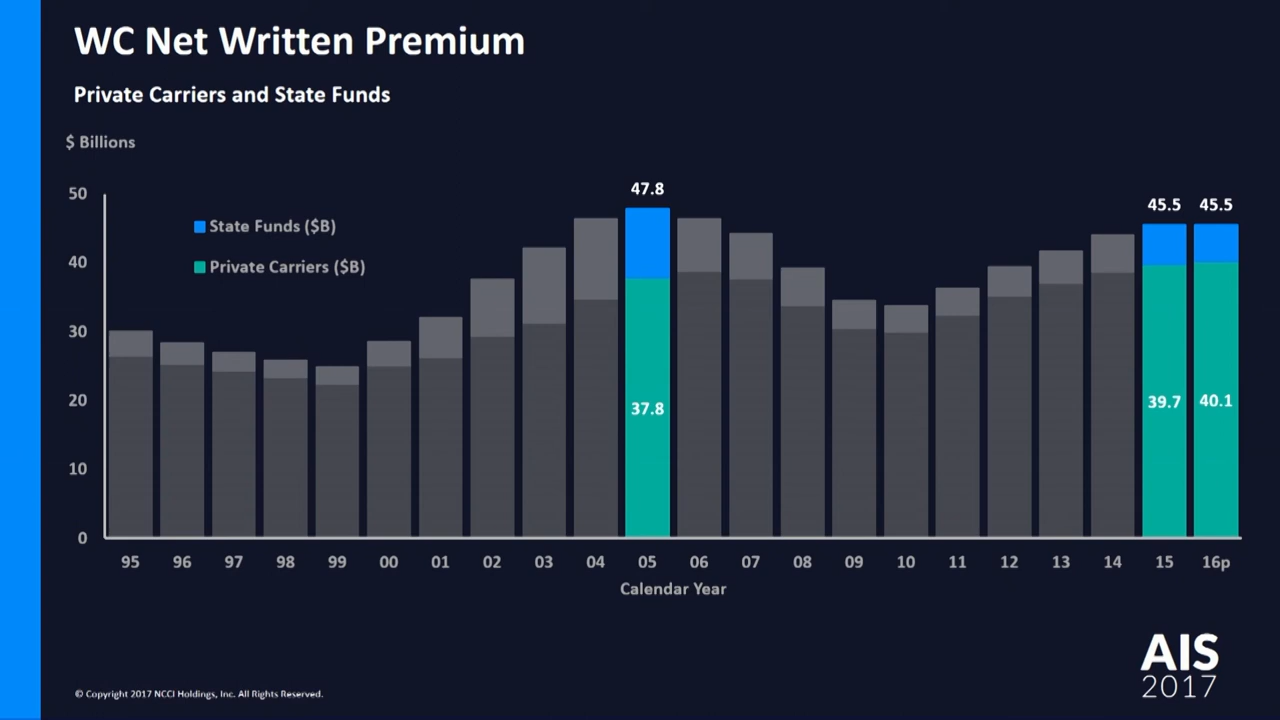 WC Net Written Premium
Private Carriers and State Funds
$ Billions
50
40
30
20
10
0
State Funds ($B)
Private Carriers ($B)
47.8
37.8
45.5 45.5
39.7 40.1
95 96 97 98 99 00 01 02 03 04 05 06 07 08 09 10 11 12 13 14 15 16p
Calendar Year
AIS
2017
© Copyright 2017 NCCI Holdings, Inc. All Rights Reserved.